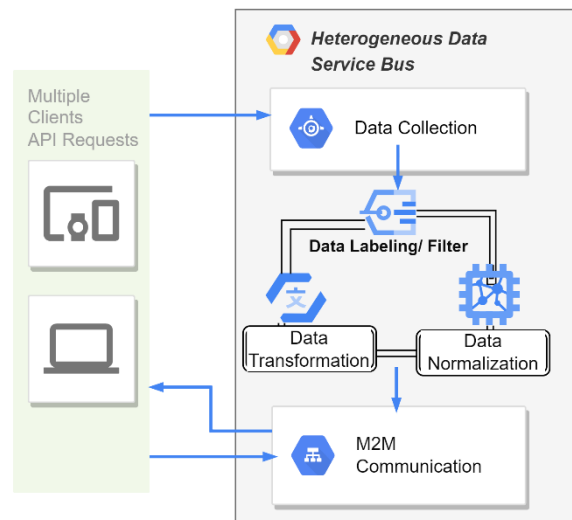 Heterogeneous Data
Service Bus
Multiple
Clients
API Requests
Data Collection
Data Labeling/ Filter
文
Data
Transformation
Data
Normalization
M2M
Communication